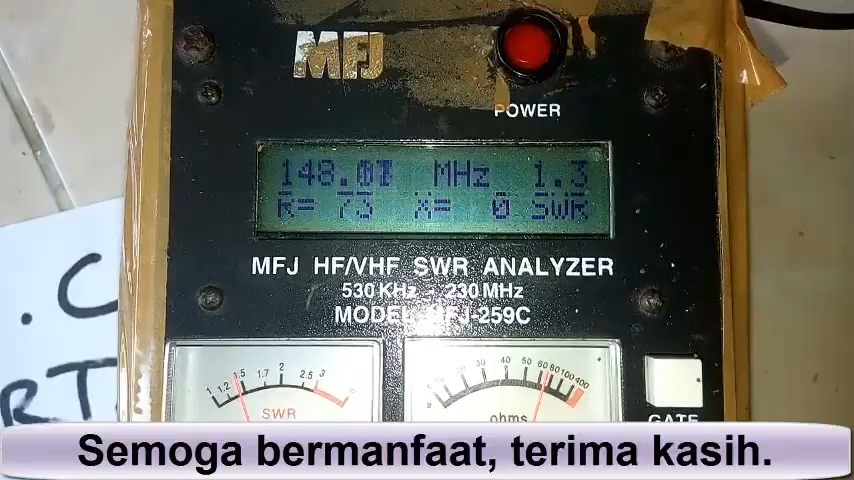 MFJ
POWER
MHz 1.3
R= 73 X= 0 SWR
MFJ HF/VHF SWR ANALYZER
530 KHz - 230 MHz
MODEL MFJ-259C
1 1.2 1.5 1.7 2 2.5 3
SWR
10 20 30 40 50 60 80 100 400
ohms
GATE
.C
RT
Semoga bermanfaat, terima kasih.